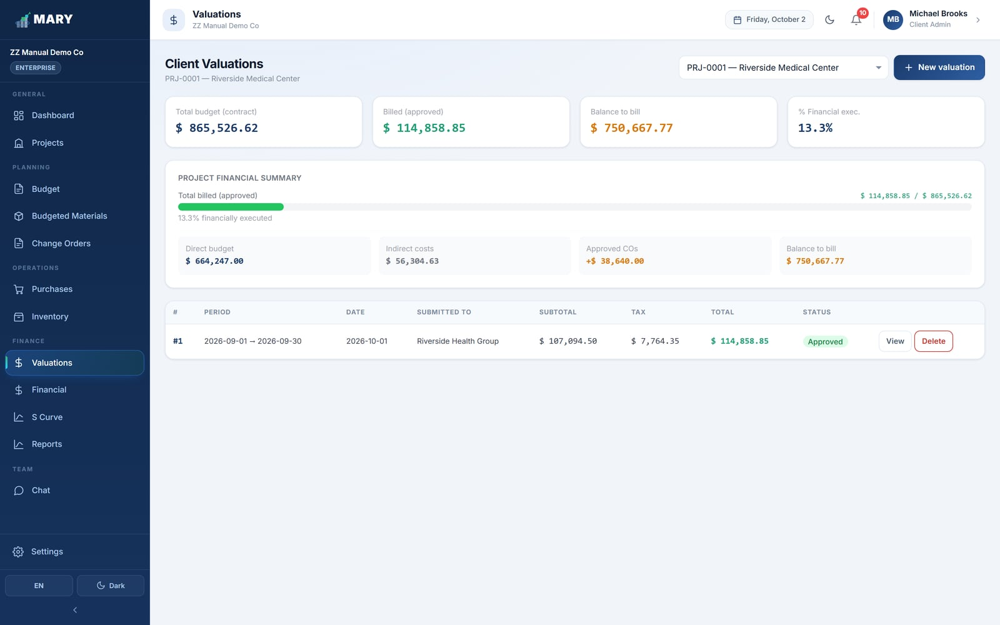 MARY
ZZ Manual Demo Co
ENTERPRISE
GENERAL
Dashboard
Projects
PLANNING
Budget
Budgeted Materials
Change Orders
OPERATIONS
Purchases
Inventory
FINANCE
Valuations
Financial
S Curve
Reports
TEAM
Chat
Settings
EN
Dark
Valuations
ZZ Manual Demo Co
Friday, October 2
10
MB
Michael Brooks
Client Admin
Client Valuations
PRJ-0001 — Riverside Medical Center
PRJ-0001 — Riverside Medical Center
+ New valuation
Total budget (contract)
$ 865,526.62
Billed (approved)
$ 114,858.85
Balance to bill
$ 750,667.77
% Financial exec.
13.3%
PROJECT FINANCIAL SUMMARY
Total billed (approved) $ 114,858.85 / $ 865,526.62
13.3% financially executed
Direct budget
$ 664,247.00
Indirect costs
$ 56,304.63
Approved COs
+$ 38,640.00
Balance to bill
$ 750,667.77
# PERIOD DATE SUBMITTED TO SUBTOTAL TAX TOTAL STATUS
#1 2026-09-01 → 2026-09-30 2026-10-01 Riverside Health Group $ 107,094.50 $ 7,764.35 $ 114,858.85 Approved View Delete